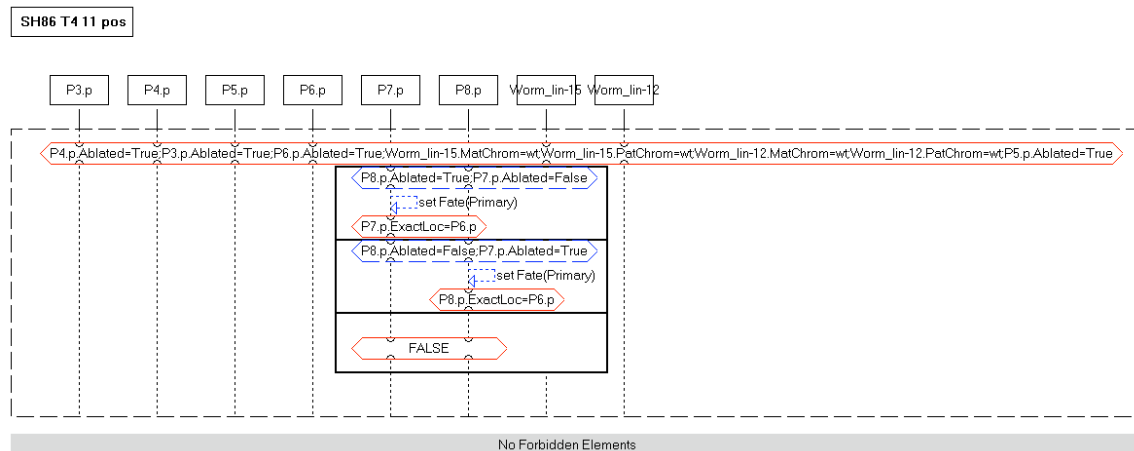 SH86 T4 11 pos
P3.p P4.p P5.p P6.p P7.p P8.p Worm_lin-15 Worm_lin-12
P4.p.Ablated=True;P3.p.Ablated=True;P6.p.Ablated=True;Worm_lin-15.MatChrom=wt;Worm_lin-15.PatChrom=wt;Worm_lin-12.MatChrom=wt;Worm_lin-12.PatChrom=wt;P5.p.Ablated=True
P8.p.Ablated=True;P7.p.Ablated=False
set Fate(Primary)
P7.p.ExactLoc=P6.p
P8.p.Ablated=False;P7.p.Ablated=True
set Fate(Primary)
P8.p.ExactLoc=P6.p
FALSE
No Forbidden Elements